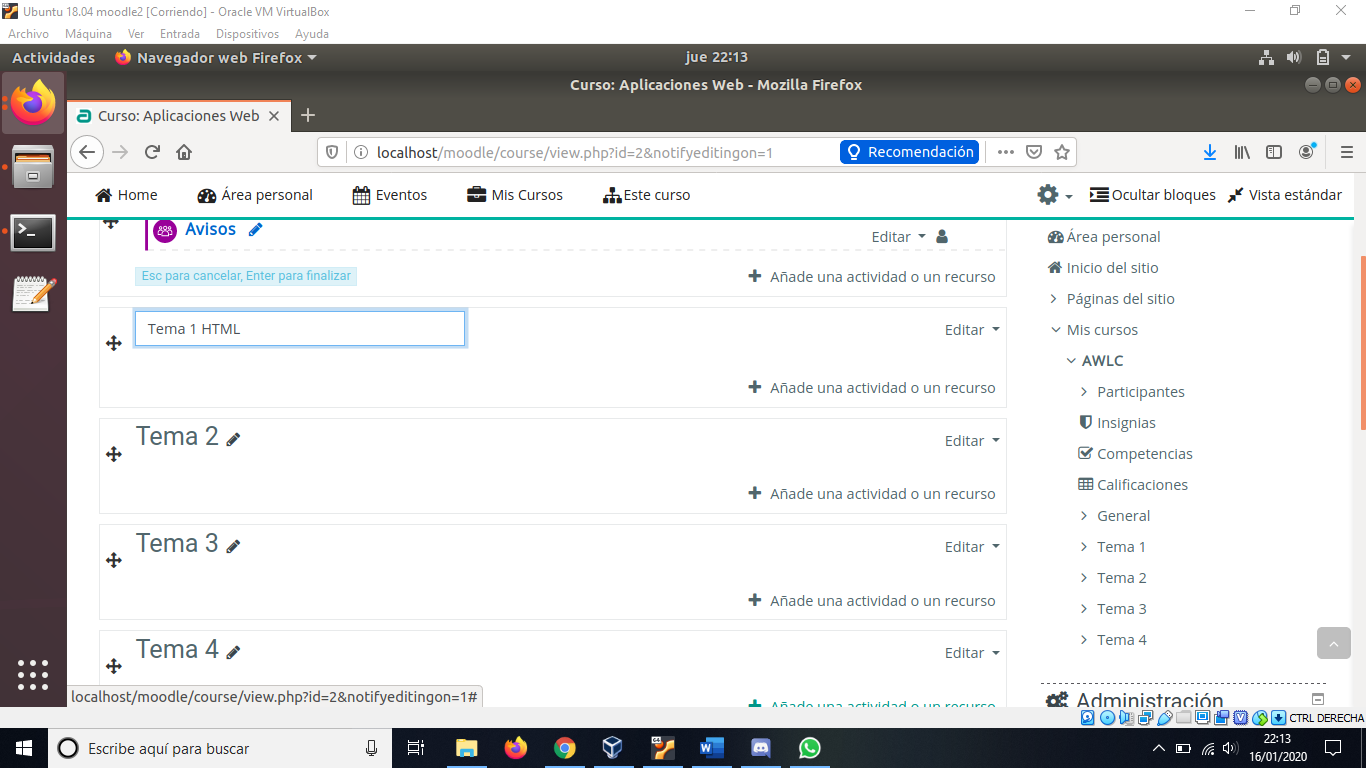 Ubuntu 18.04 moodle2 [Corriendo] - Oracle VM VirtualBox
Archivo Máquina Ver Entrada Dispositivos Ayuda
Actividades Navegador web Firefox jue 22:13
Curso: Aplicaciones Web - Mozilla Firefox
Curso: Aplicaciones Web
localhost/moodle/course/view.php?id=2&notifyeditingon=1 Recomendación
Home Área personal Eventos Mis Cursos Este curso Ocultar bloques Vista estándar
Avisos Editar
Esc para cancelar, Enter para finalizar Añade una actividad o un recurso
Tema 1 HTML Editar
Añade una actividad o un recurso
Tema 2 Editar
Añade una actividad o un recurso
Tema 3 Editar
Añade una actividad o un recurso
Tema 4 Editar
Añade una actividad o un recurso
Área personal
Inicio del sitio
Páginas del sitio
Mis cursos
AWLC
Participantes
Insignias
Competencias
Calificaciones
General
Tema 1
Tema 2
Tema 3
Tema 4
Administración
localhost/moodle/course/view.php?id=2&notifyeditingon=1#
CTRL DERECHA
Escribe aquí para buscar
22:13
16/01/2020